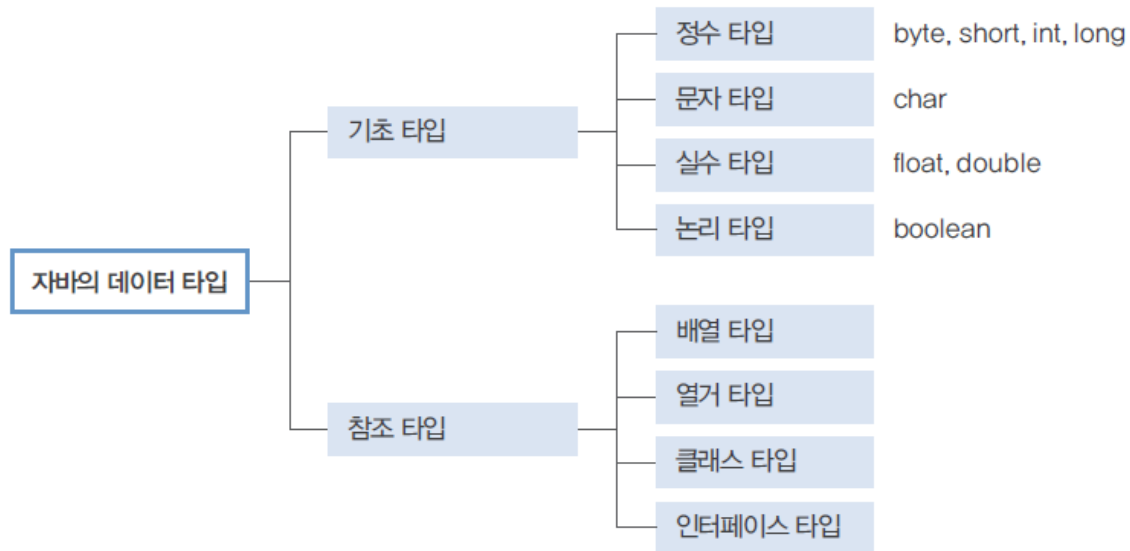 정수 타입 byte, short, int, long
문자 타입 char
기초 타입
실수 타입 float, double
논리 타입 boolean
자바의 데이터 타입
배열 타입
열거 타입
참조 타입
클래스 타입
인터페이스 타입